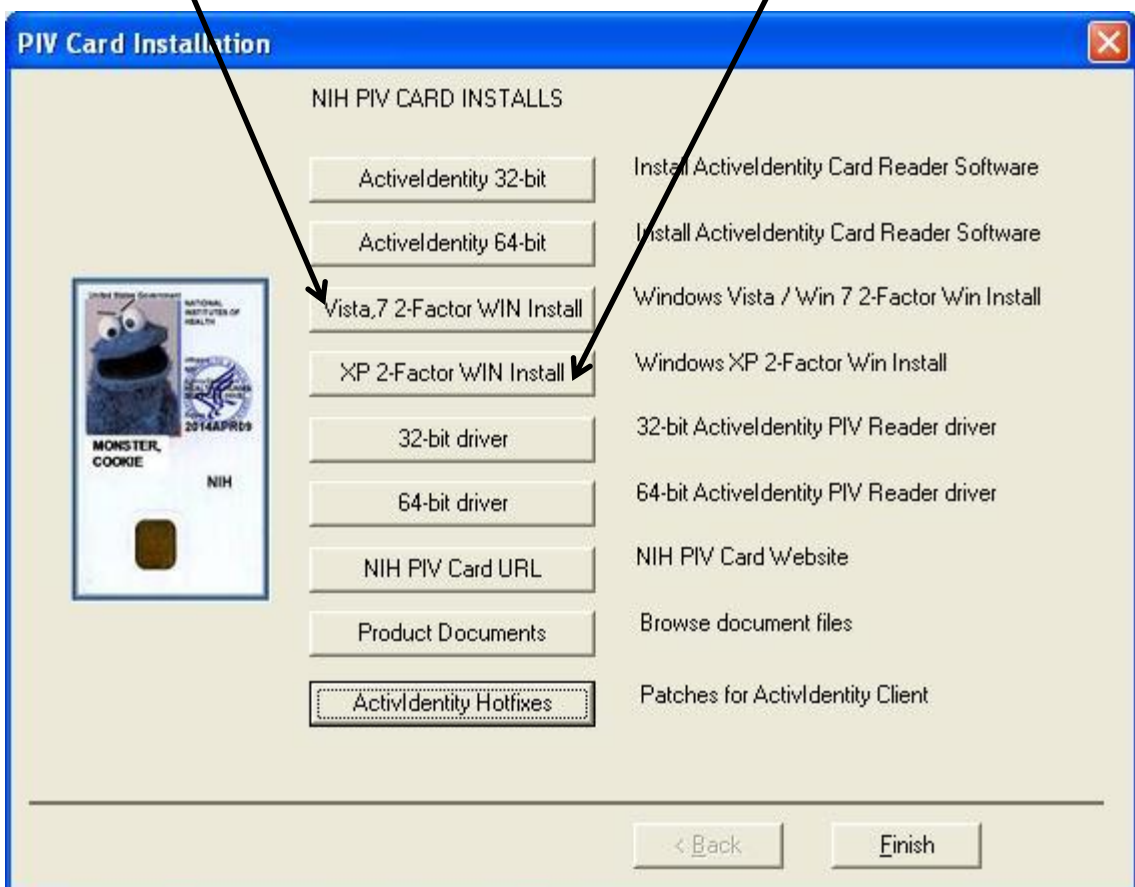 PIV Card Installation
NIH PIV CARD INSTALLS
ActiveIdentity 32-bit
Install ActiveIdentity Card Reader Software
ActiveIdentity 64-bit
Install ActiveIdentity Card Reader Software
Vista,7 2-Factor WIN Install
Windows Vista / Win 7 2-Factor Win Install
XP 2-Factor WIN Install
Windows XP 2-Factor Win Install
32-bit driver
32-bit ActiveIdentity PIV Reader driver
64-bit driver
64-bit ActiveIdentity PIV Reader driver
NIH PIV Card URL
NIH PIV Card Website
Product Documents
Browse document files
ActivIdentity Hotfixes
Patches for ActivIdentity Client
United States Government
NATIONAL
INSTITUTES OF
HEALTH
2014APR09
MONSTER,
COOKIE
NIH
< Back
Finish